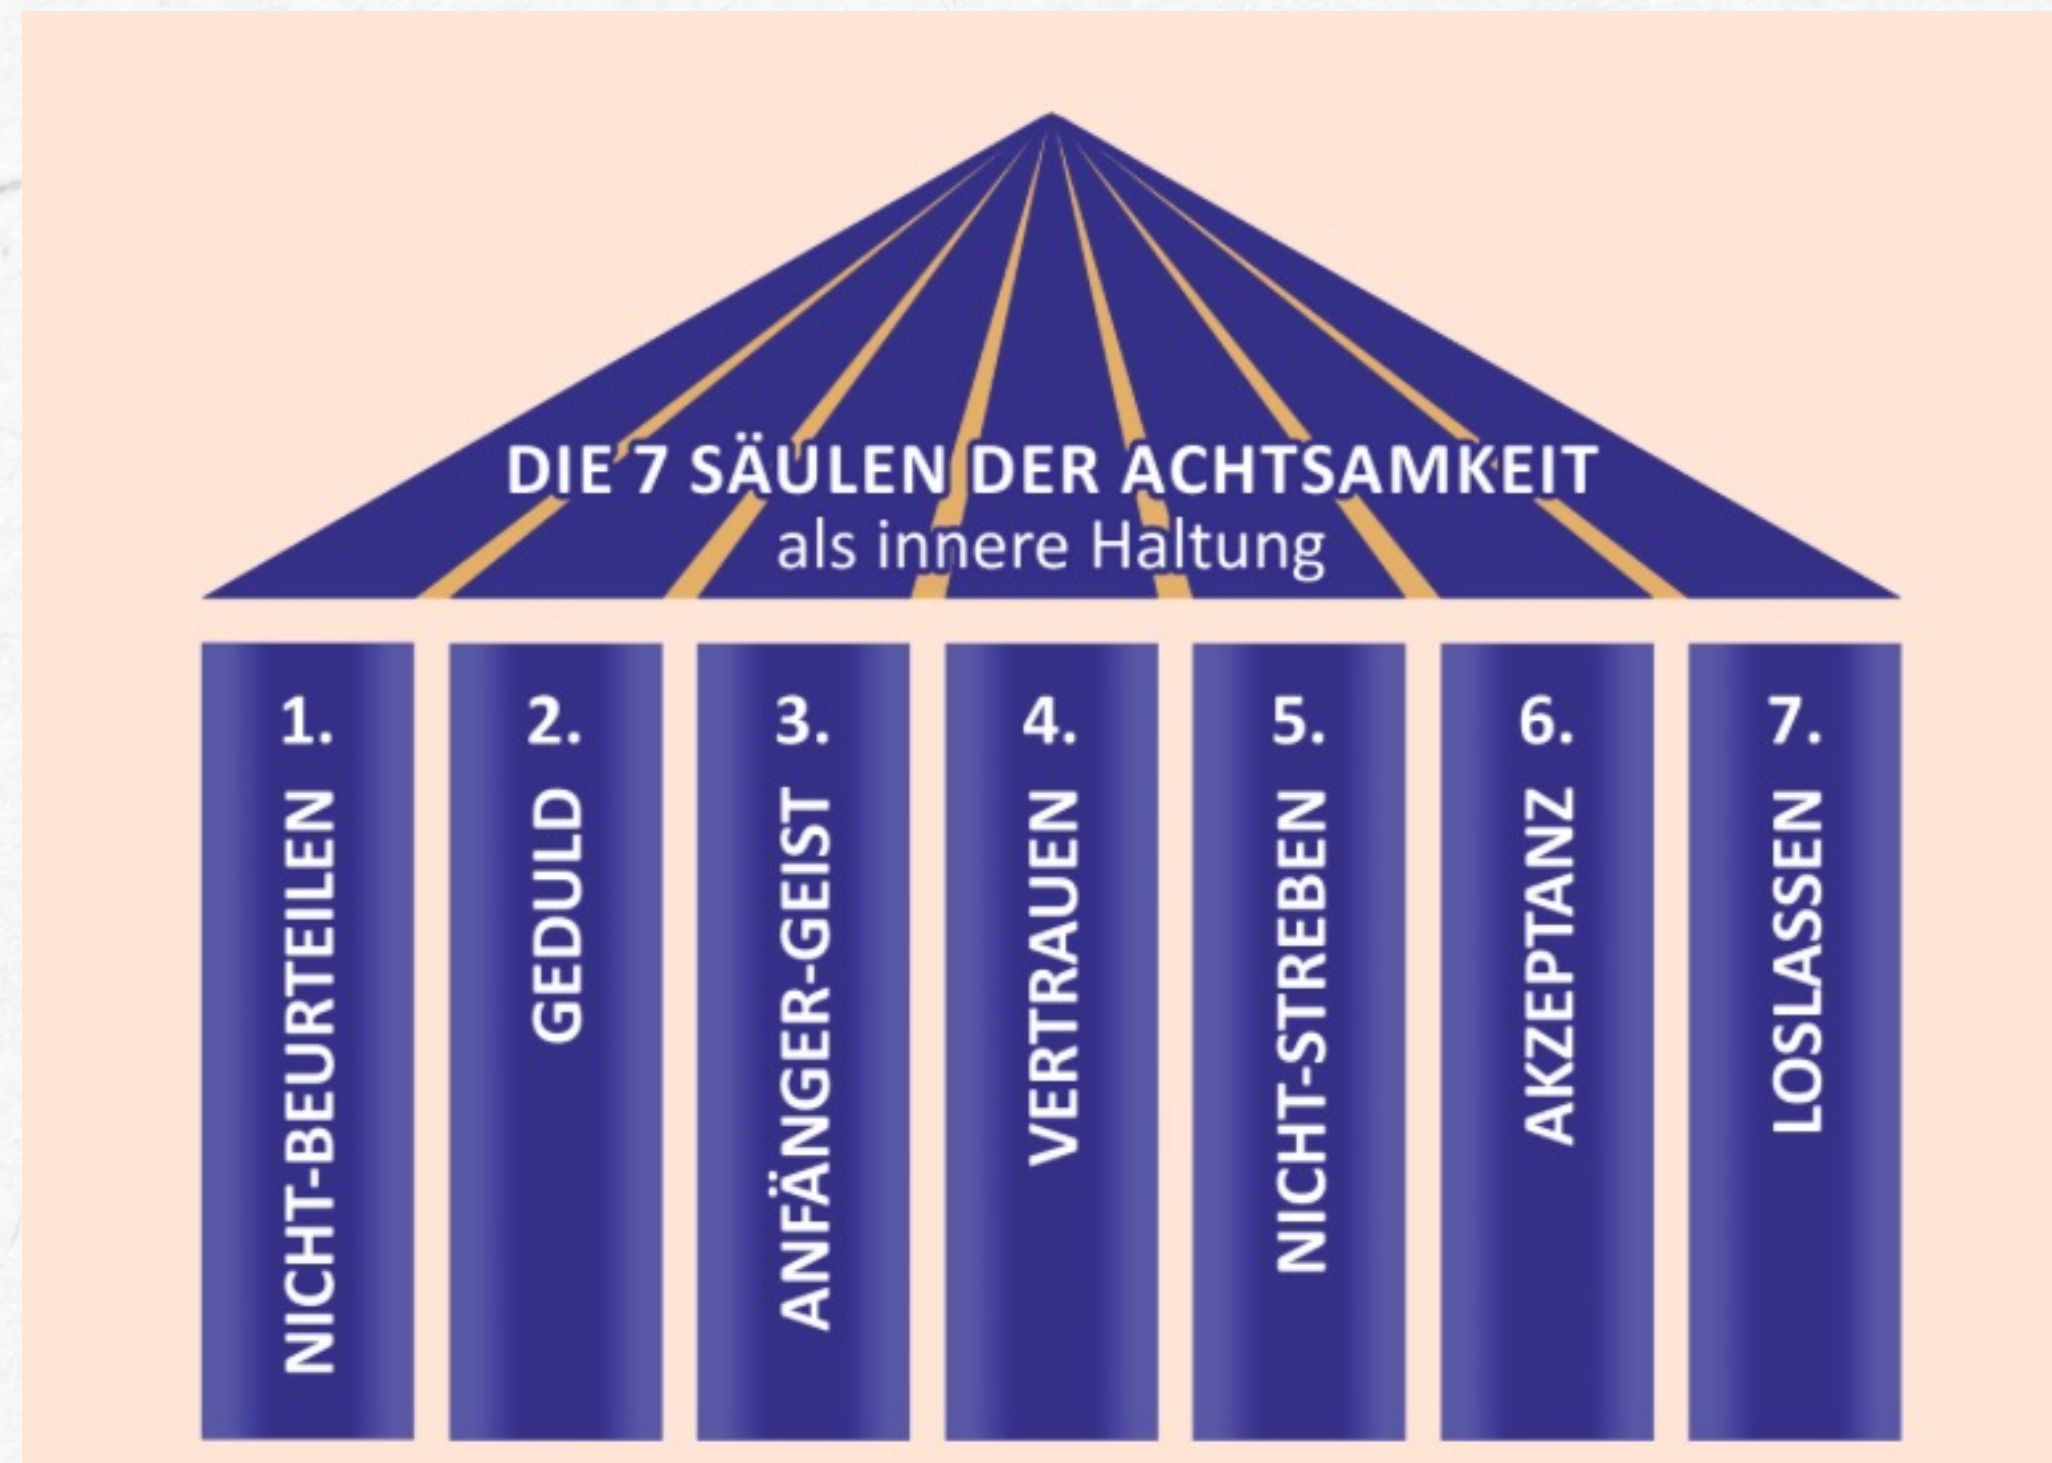 DIE 7 SÄULEN DER ACHTSAMKEIT
als innere Haltung
1.
NICHT-BEURTEILEN
2.
GEDULD
3.
ANFÄNGER-GEIST
4.
VERTRAUEN
5.
NICHT-STREBEN
6.
AKZEPTANZ
7.
LOSLASSEN